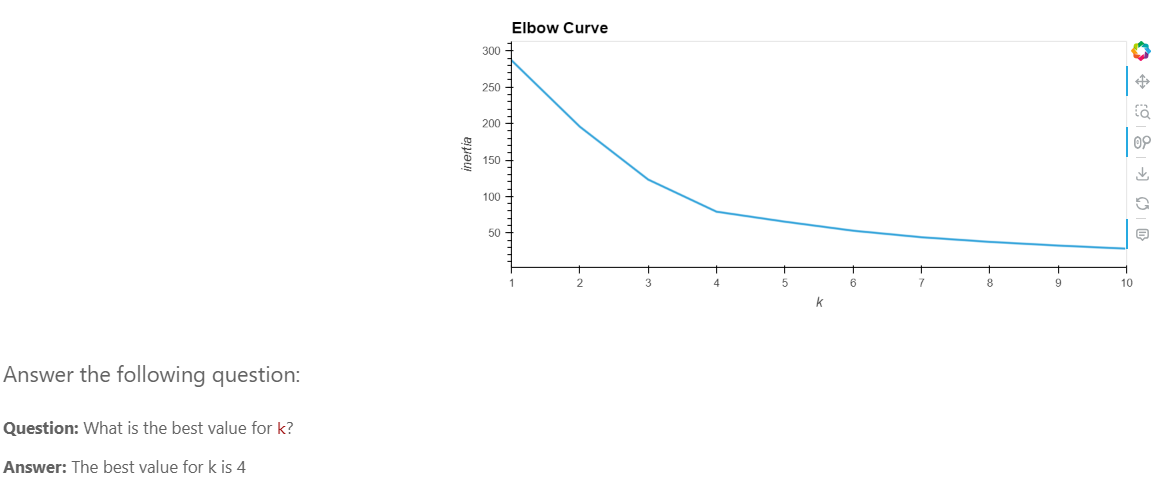 Elbow Curve
300
250
200
150
100
50
inertia
1 2 3 4 5 6 7 8 9 10
k
Answer the following question:
Question: What is the best value for k?
Answer: The best value for k is 4